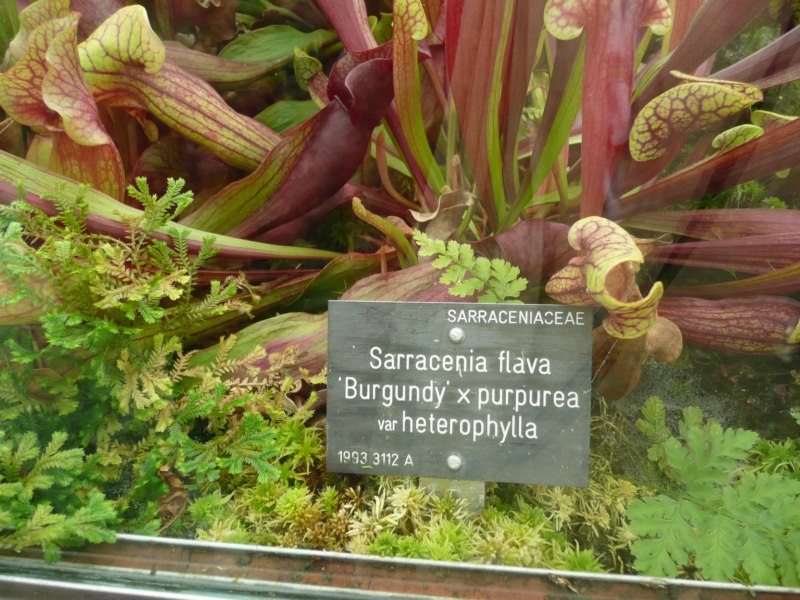 SARRACENIACEAE
Sarracenia flava
'Burgundy' x purpurea
var heterophylla
1993 3112 A